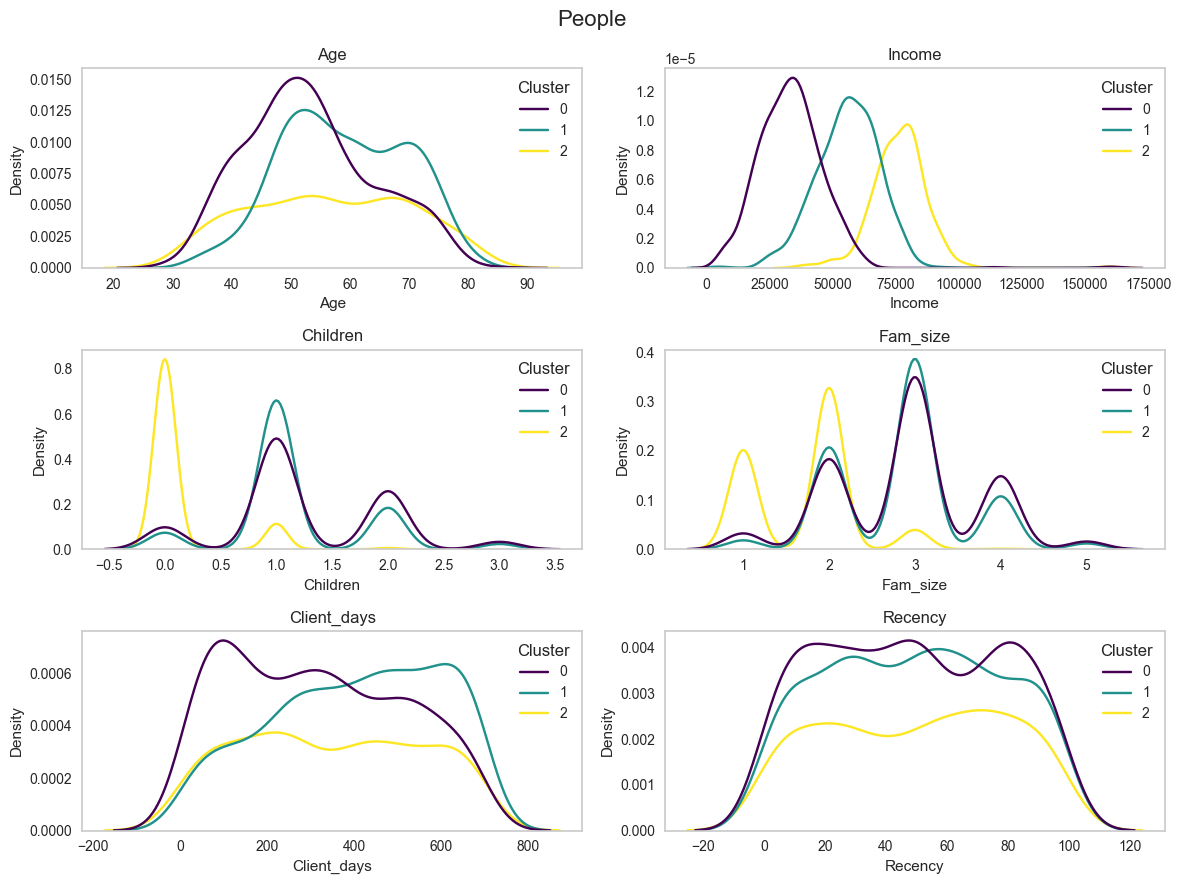 People
Age
Density
0.0150
0.0125
0.0100
0.0075
0.0050
0.0025
0.0000
20 30 40 50 60 70 80 90
Age
Cluster
0
1
2
Income
1e−5
Density
1.2
1.0
0.8
0.6
0.4
0.2
0.0
0 25000 50000 75000 100000 125000 150000 175000
Income
Cluster
0
1
2
Children
Density
0.8
0.6
0.4
0.2
0.0
−0.5 0.0 0.5 1.0 1.5 2.0 2.5 3.0 3.5
Children
Cluster
0
1
2
Fam_size
Density
0.4
0.3
0.2
0.1
0.0
1 2 3 4 5
Fam_size
Cluster
0
1
2
Client_days
Density
0.0006
0.0004
0.0002
0.0000
−200 0 200 400 600 800
Client_days
Cluster
0
1
2
Recency
Density
0.004
0.003
0.002
0.001
0.000
−20 0 20 40 60 80 100 120
Recency
Cluster
0
1
2